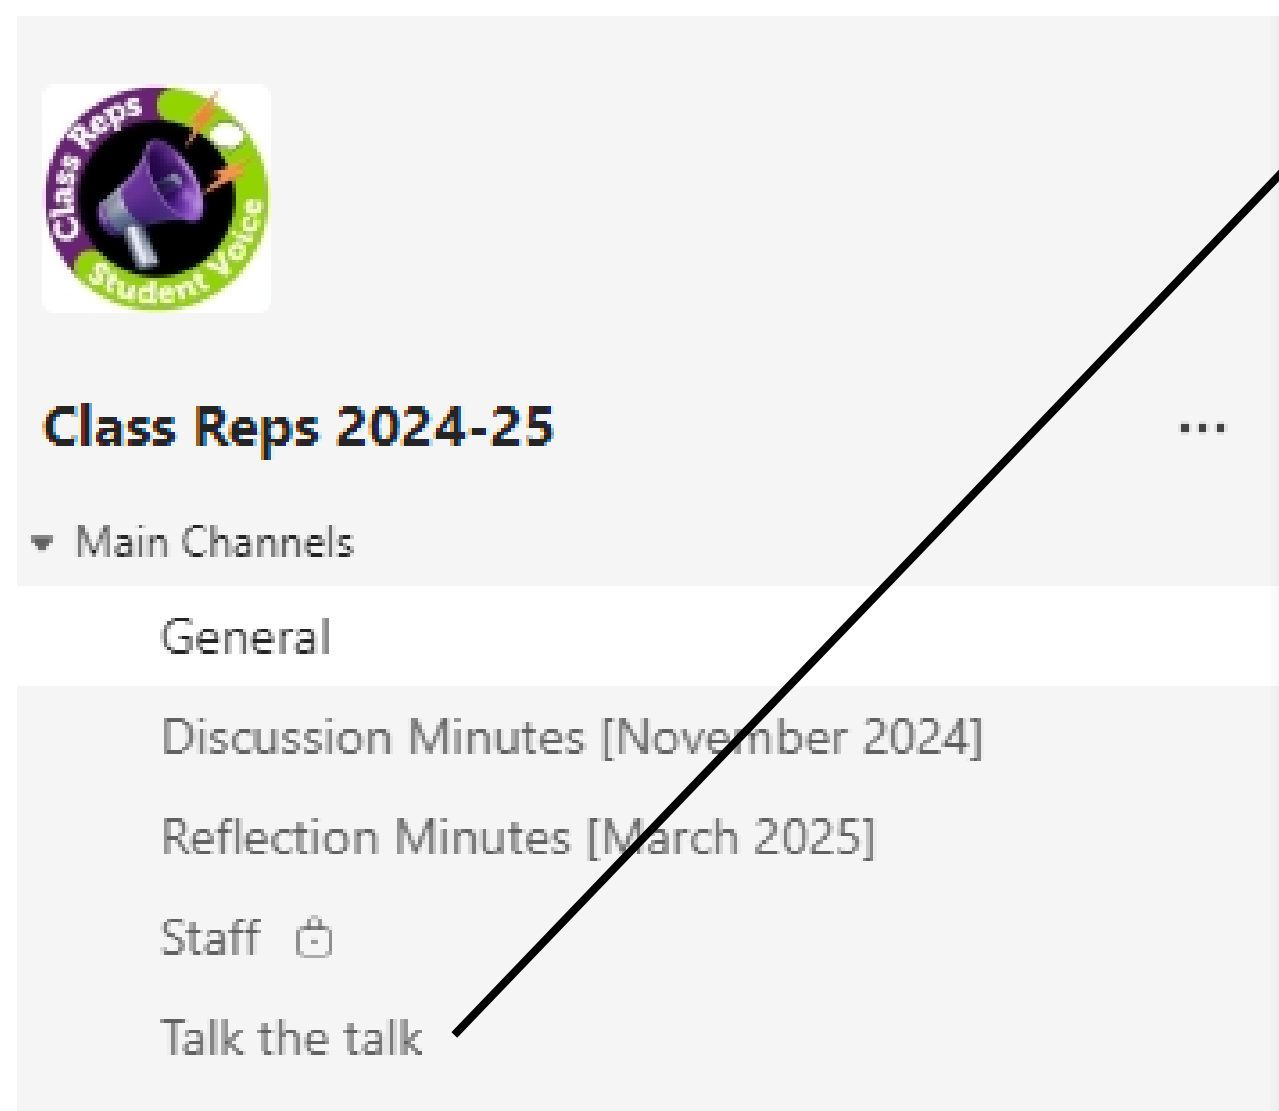 Class Reps
Student Voice
Class Reps 2024-25
...
Main Channels
General
Discussion Minutes [November 2024]
Reflection Minutes [March 2025]
Staff
Talk the talk